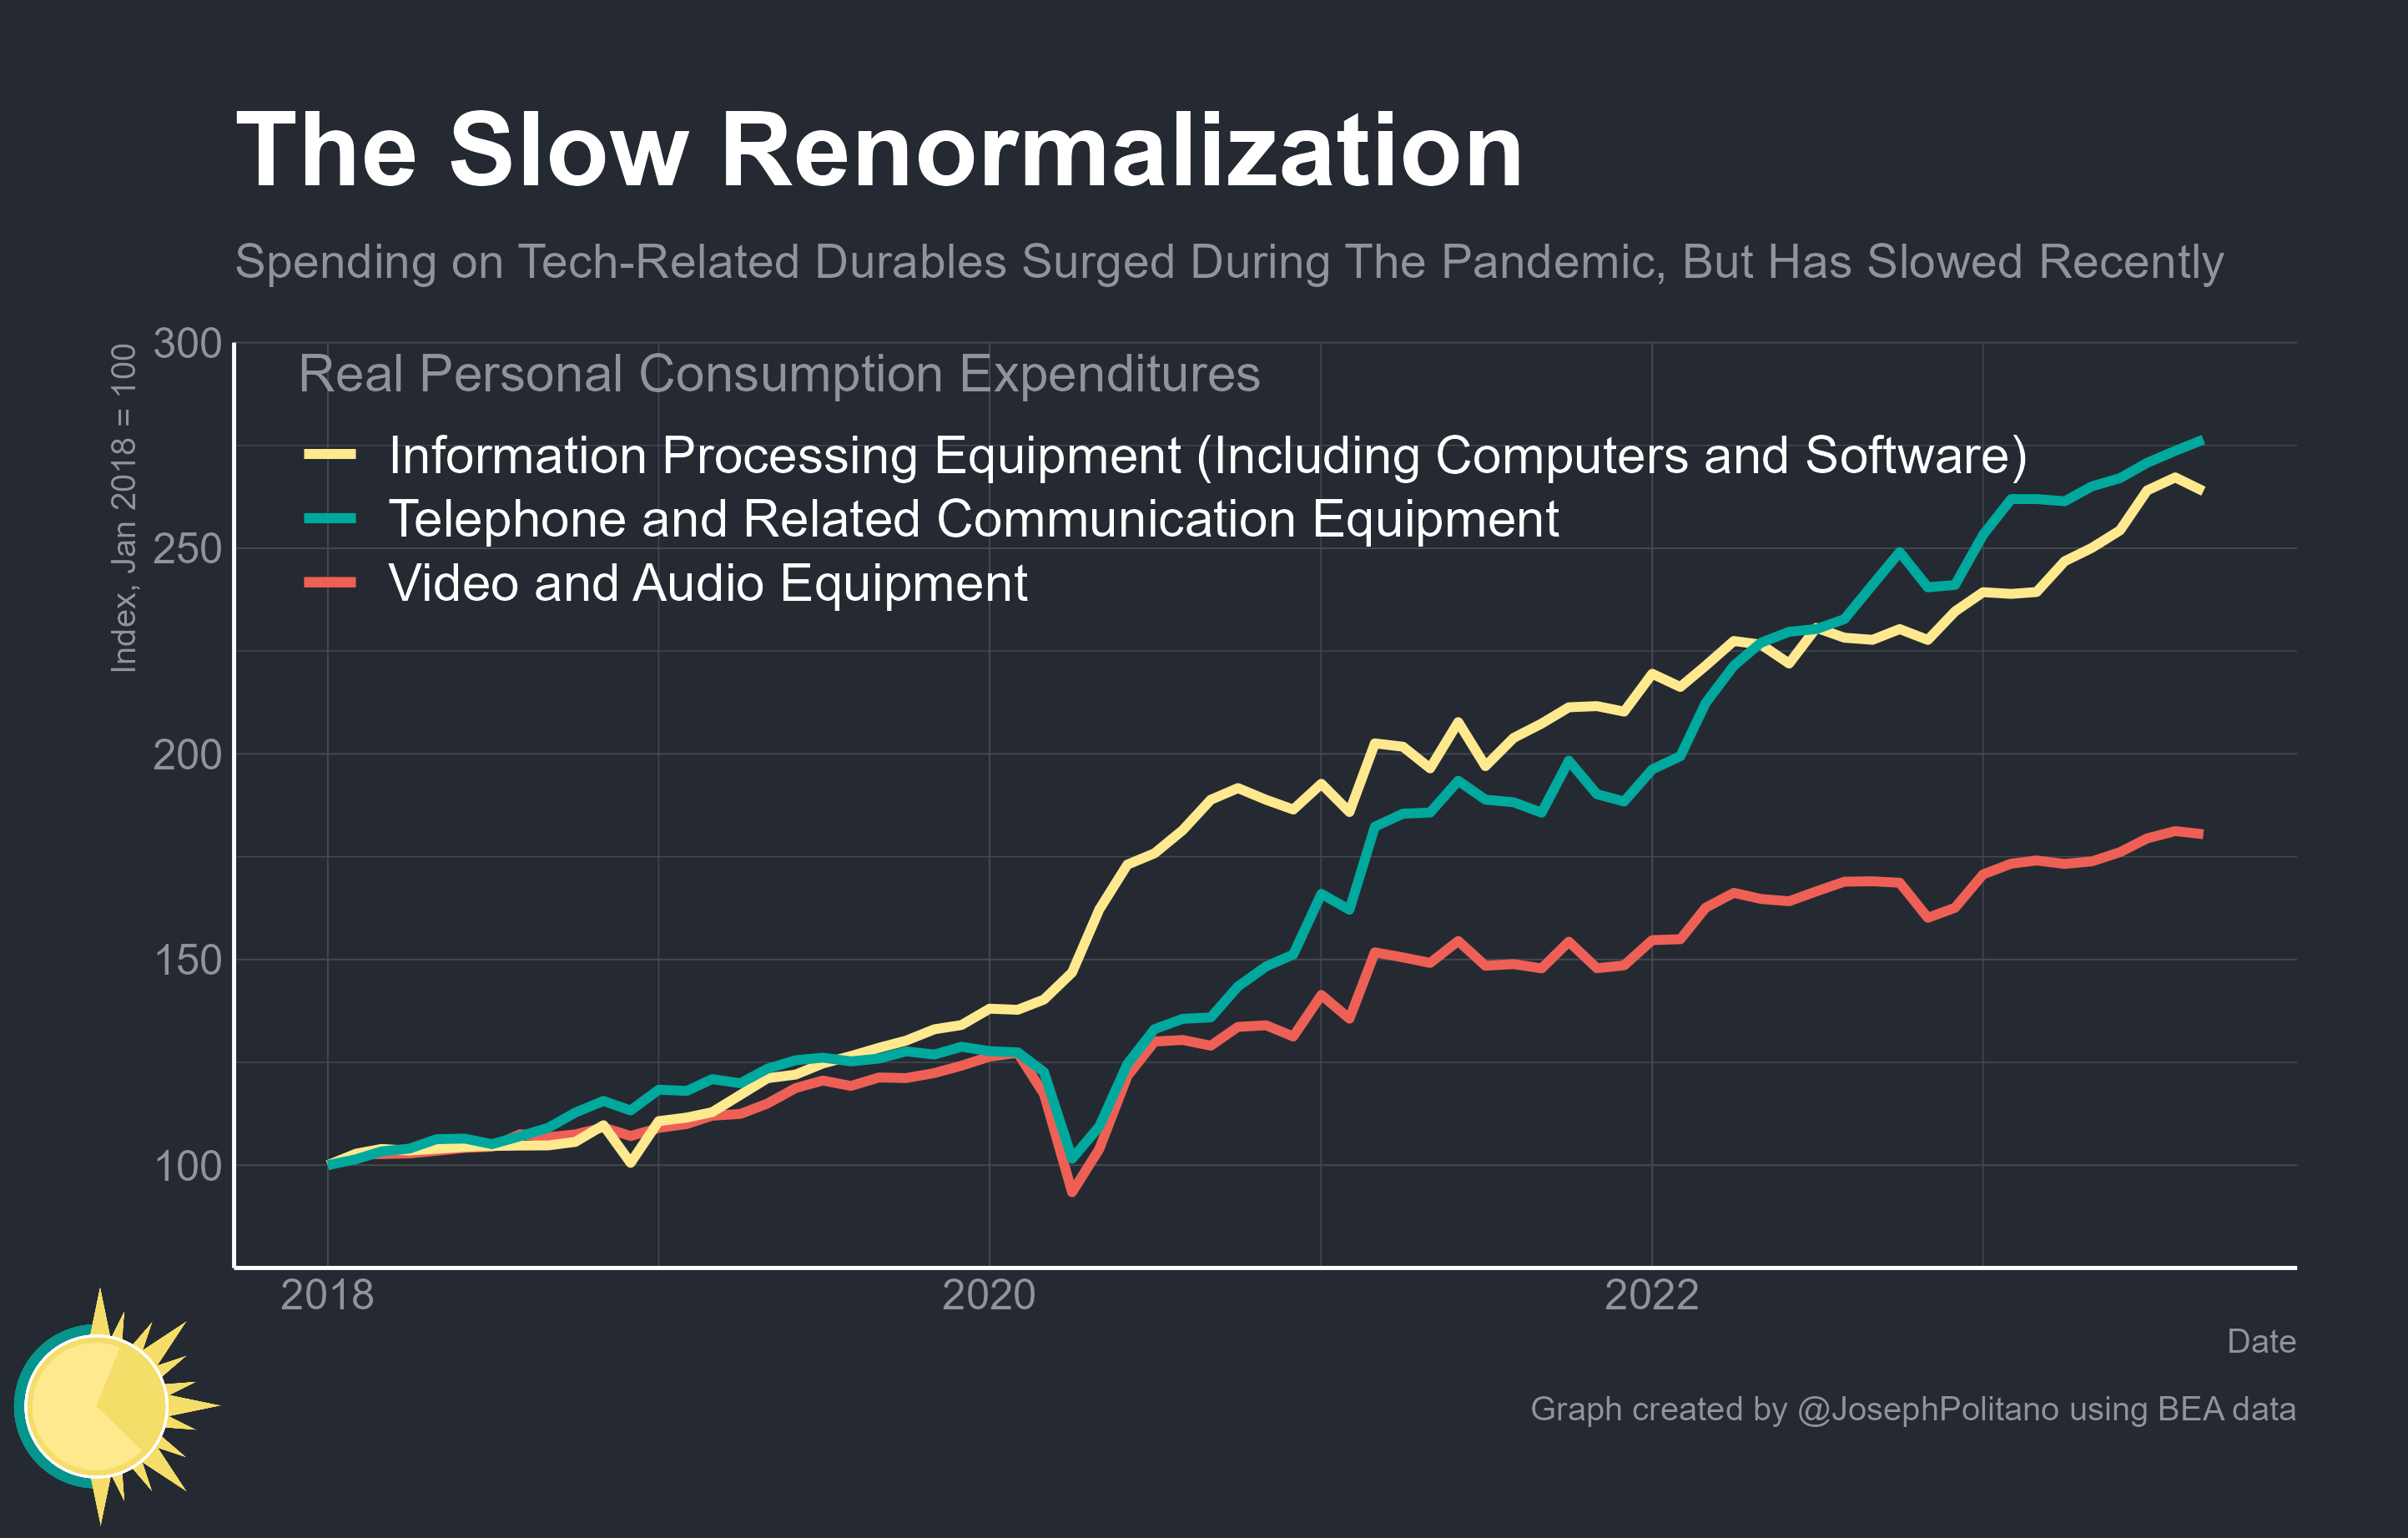 The Slow Renormalization
Spending on Tech-Related Durables Surged During The Pandemic, But Has Slowed Recently
Index, Jan 2018 = 100
300
250
200
150
100
Real Personal Consumption Expenditures
Information Processing Equipment (Including Computers and Software)
Telephone and Related Communication Equipment
Video and Audio Equipment
2018 2020 2022
Date
Graph created by @JosephPolitano using BEA data